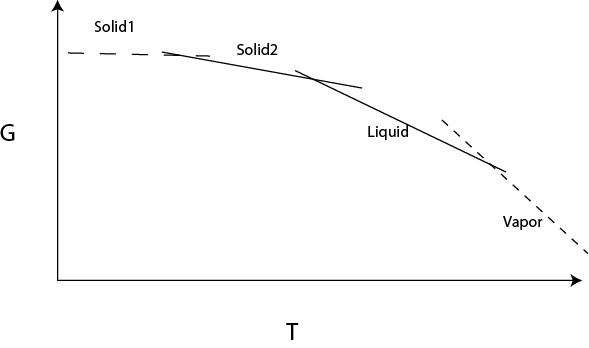 Solid1
Solid2
G
Liquid
Vapor
T